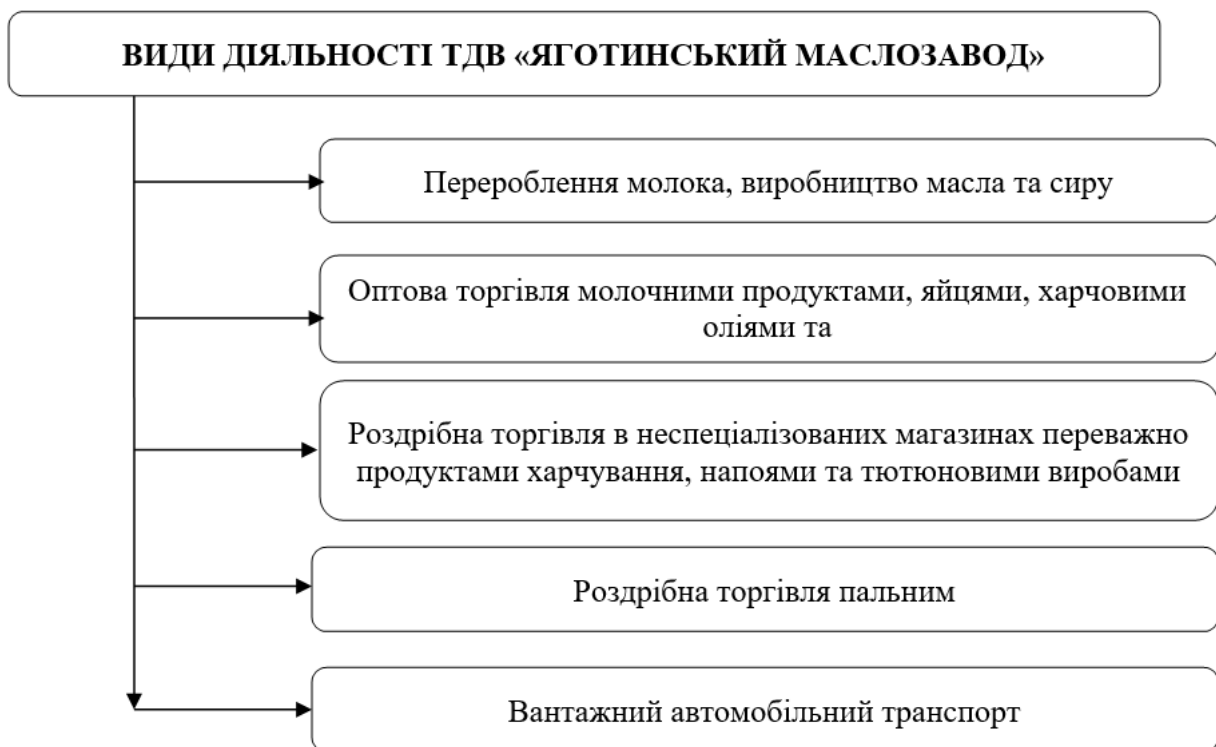 ВИДИ ДІЯЛЬНОСТІ ТДВ «ЯГОТИНСЬКИЙ МАСЛОЗАВОД»
Перероблення молока, виробництво масла та сиру
Оптова торгівля молочними продуктами, яйцями, харчовими
оліями та
Роздрібна торгівля в неспеціалізованих магазинах переважно
продуктами харчування, напоями та тютюновими виробами
Роздрібна торгівля пальним
Вантажний автомобільний транспорт